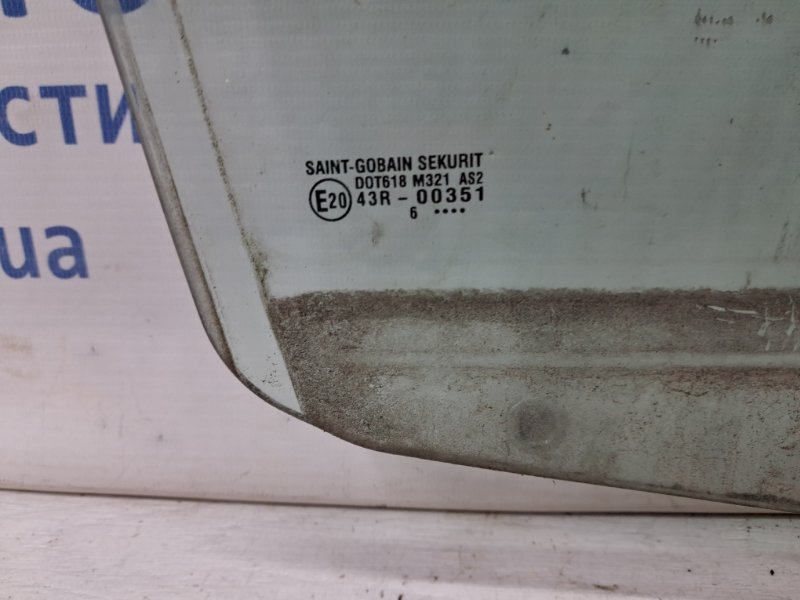 сти
ua
SAINT-GOBAIN SEKURIT
DOT618 M321 AS2
E20 43R - 00351
6 ••••